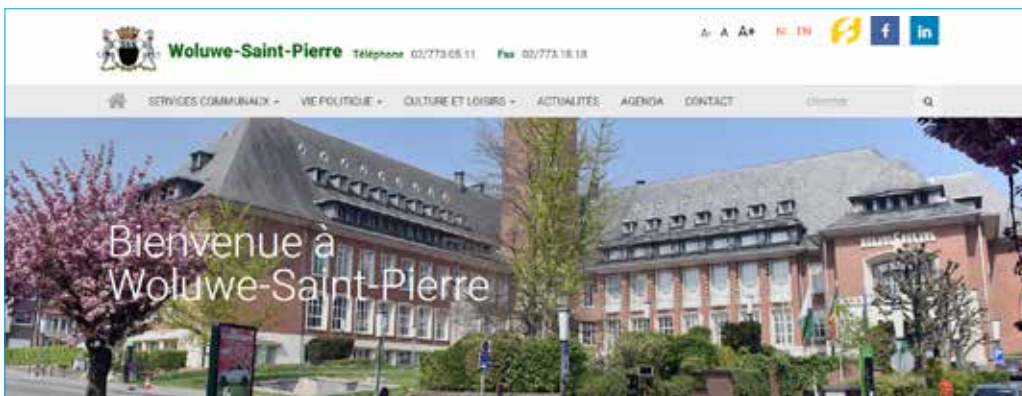 A- A A+ NL EN f in
Woluwe-Saint-Pierre Téléphone 02/773.05.11 Fax 02/773.18.18
SERVICES COMMUNAUX VIE POLITIQUE CULTURE ET LOISIRS ACTUALITÉS AGENDA CONTACT chercher
Bienvenue à
Woluwe-Saint-Pierre